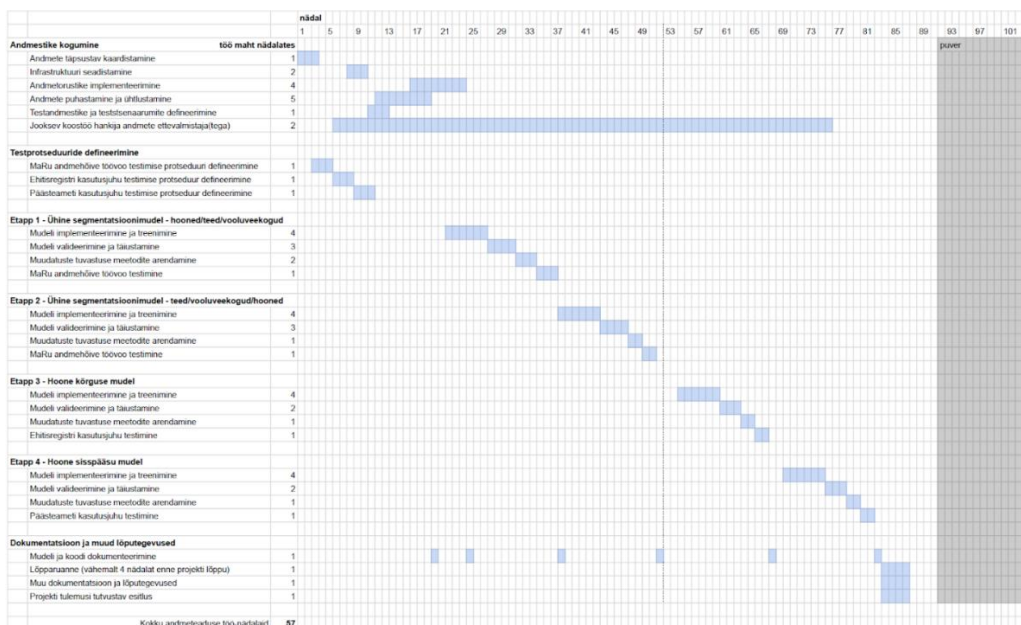 nädal
1 5 9 13 17 21 25 29 33 37 41 45 49 53 57 61 65 69 73 77 81 85 89 93 97 101
Andmestike kogumine töö maht nädalates puver
Andmete täpsustav kaardistamine 1
Infrastruktuuri seadistamine 2
Andmetorustike implementeerimine 4
Andmete puhastamine ja ühtlustamine 5
Testandmestike ja teststsenaarumite defineerimine 1
Jooksev koostöö hankija andmete ettevalmistaja(tega) 2
Testprotseduuride defineerimine
MaRu andmehõive töövoo testimise protseduuri defineerimine 1
Ehitisregistri kasutusjuhu testimise protseduur defineerimine 1
Päästeameti kasutusjuhu testimise protseduur defineerimine 1
Etapp 1 - Ühine segmentatsioonimudel - hooned/teed/vooluveekogud
Mudeli implementeerimine ja treenimine 4
Mudeli valideerimine ja täiustamine 3
Muudatuste tuvastuse meetodite arendamine 2
MaRu andmehõive töövoo testimine 1
Etapp 2 - Ühine segmentatsioonimudel - teed/vooluveekogud/hooned
Mudeli implementeerimine ja treenimine 4
Mudeli valideerimine ja täiustamine 3
Muudatuste tuvastuse meetodite arendamine 1
MaRu andmehõive töövoo testimine 1
Etapp 3 - Hoone kõrguse mudel
Mudeli implementeerimine ja treenimine 4
Mudeli valideerimine ja täiustamine 2
Muudatuste tuvastuse meetodite arendamine 1
Ehitisregistri kasutusjuhu testimine 1
Etapp 4 - Hoone sisspääsu mudel
Mudeli implementeerimine ja treenimine 4
Mudeli valideerimine ja täiustamine 2
Muudatuste tuvastuse meetodite arendamine 1
Päästeameti kasutusjuhu testimine 1
Dokumentatsioon ja muud lõputegevused
Mudeli ja koodi dokumenteerimine 1
Lõpparuanne (vähemalt 4 nädalat enne projekti lõppu) 1
Muu dokumentatsioon ja lõputegevused 1
Projekti tulemusi tutvustav esitlus 1
Kokku andmeteaduse töö-nädalaid 57